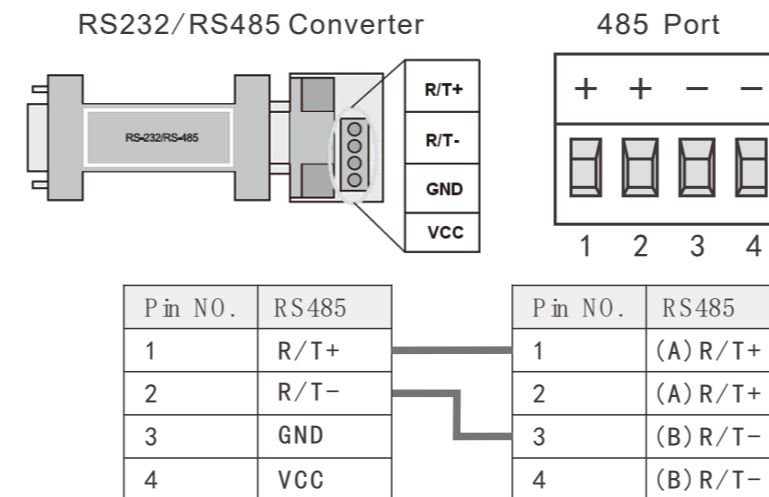 RS232/RS485 Converter
485 Port
RS-232/RS-485
R/T+
R/T-
GND
VCC
+ + - -
1 2 3 4
Pin NO. RS485
1 R/T+
2 R/T-
3 GND
4 VCC
Pin NO. RS485
1 (A)R/T+
2 (A)R/T+
3 (B)R/T-
4 (B)R/T-